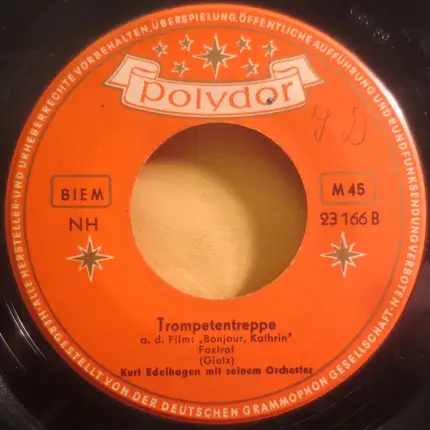 ALLE HERSTELLER- UND URHEBERRECHTE VORBEHALTEN, ÜBERSPIELUNG, ÖFFENTLICHE AUFFÜHRUNG UND RUNDFUNKSENDUNG VERBOTEN.
polydor
J D
BIEM
M 45
NH
23 166 B
Trompetentreppe
a. d. Film: „Bonjour, Kathrin"
Foxtrot
(Gietz)
Kurt Edelhagen mit seinem Orchester
HERGESTELLT VON DER DEUTSCHEN GRAMMOPHON GESELLSCHAFT